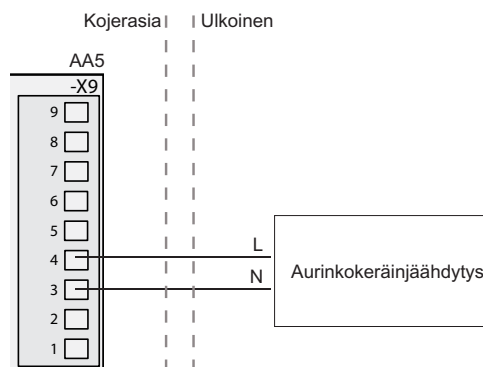 Kojerasia Ulkoinen
AA5
-X9
9
8
7
6
5
4 L
3 N
Aurinkokeräinjäähdytys
2
1